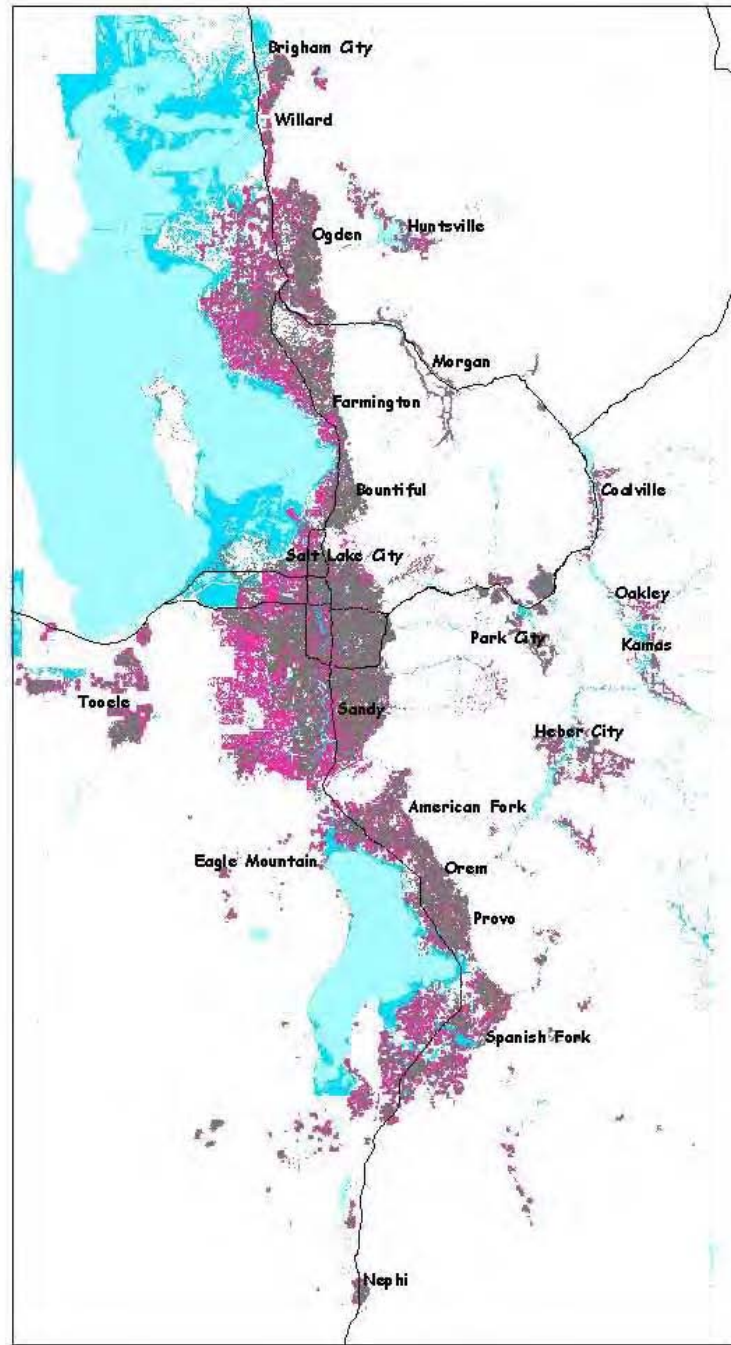 Brigham City
Willard
Huntsville
Ogden
Morgan
Farmington
Bountiful
Coalville
Salt Lake City
Oakley
Park City
Kamas
Tooele
Sandy
Heber City
American Fork
Eagle Mountain
Orem
Provo
Spanish Fork
Nephi